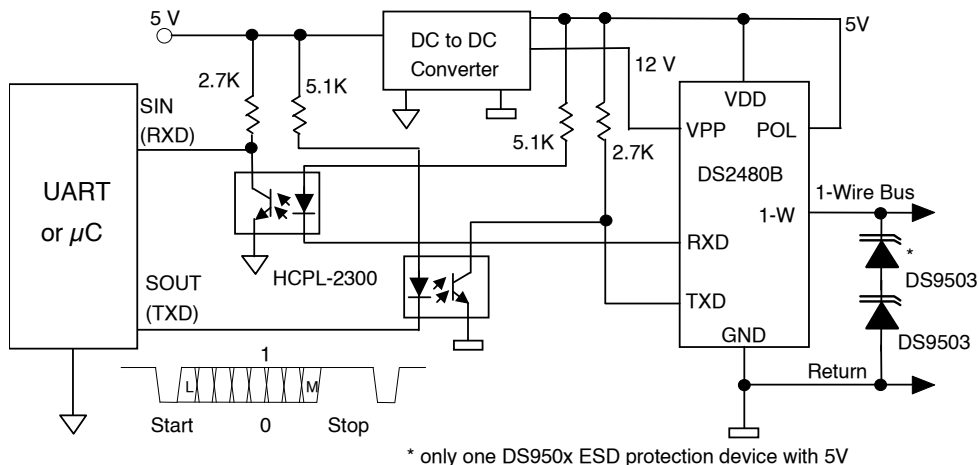 5 V
DC to DC
Converter
5V
12 V
2.7K
5.1K
SIN
(RXD)
5.1K
2.7K
VDD
VPP
POL
DS2480B
UART
or µC
1-Wire Bus
1-W
RXD
*
DS9503
HCPL-2300
SOUT
(TXD)
TXD
GND
DS9503
1
L
M
Return
Start
0
Stop
* only one DS950x ESD protection device with 5V